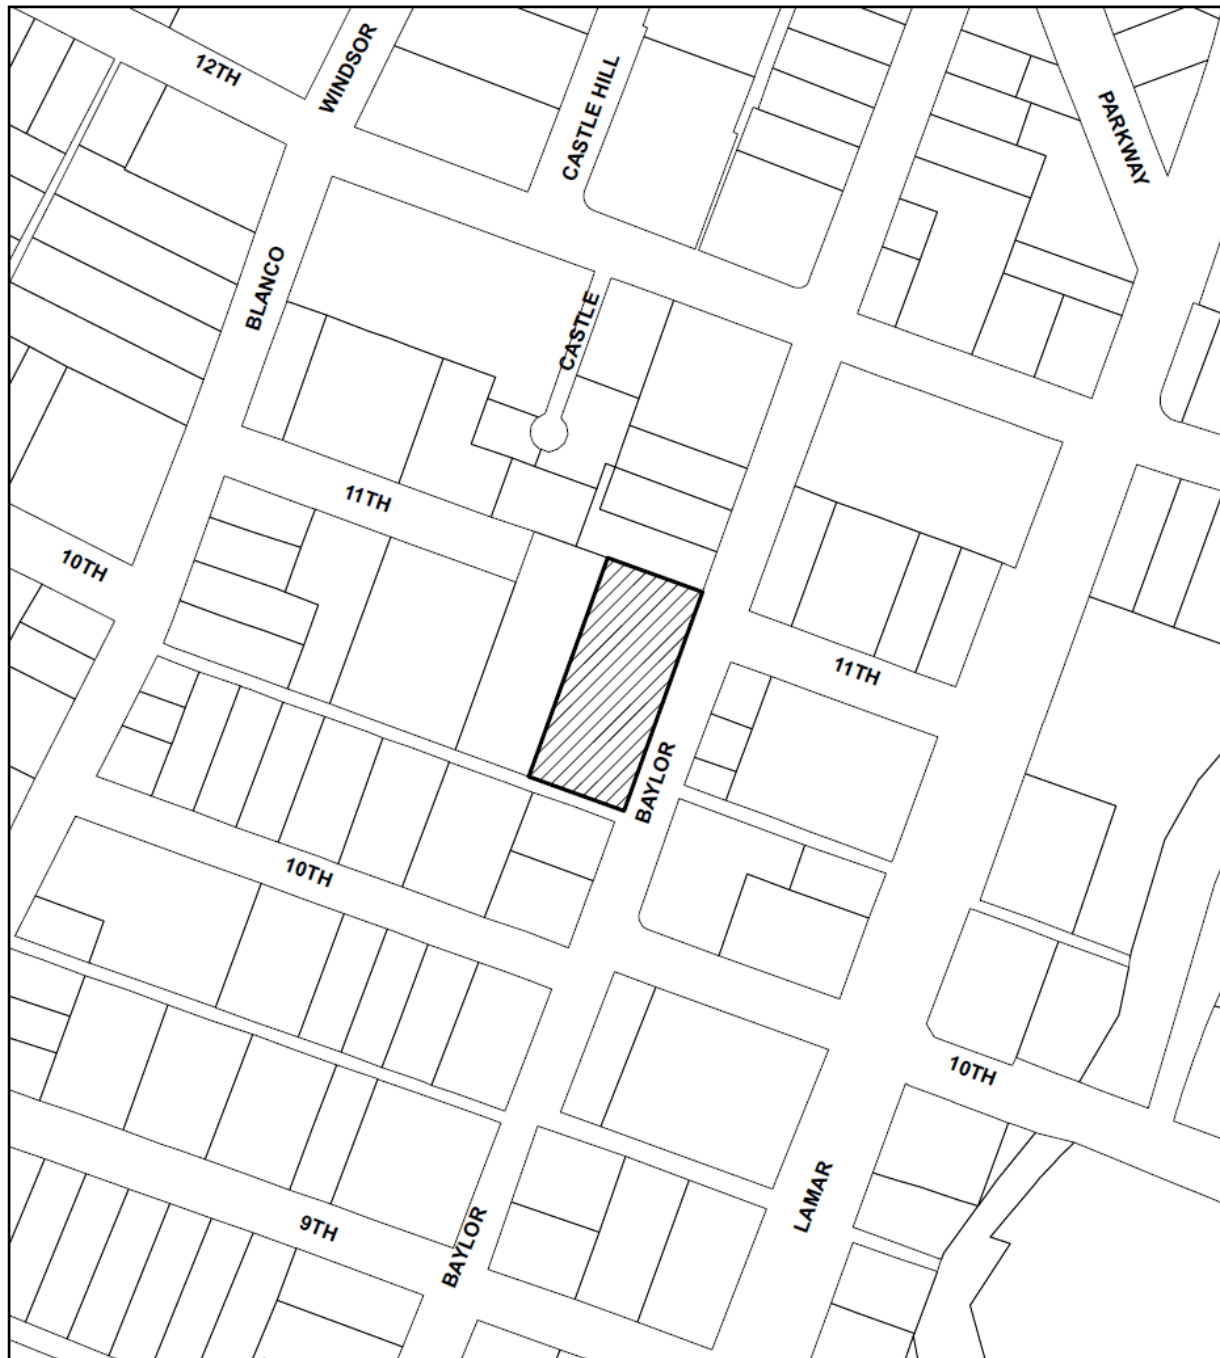 12TH
WINDSOR
CASTLE HILL
PARKWAY
BLANCO
CASTLE
11TH
10TH
11TH
BAYLOR
10TH
10TH
LAMAR
9TH
BAYLOR